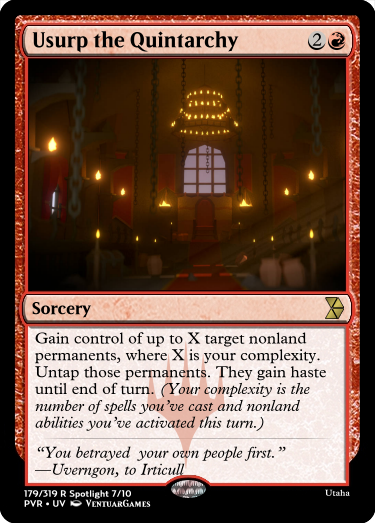 Usurp the Quintarchy 2
Sorcery
Gain control of up to X target nonland
permanents, where X is your complexity.
Untap those permanents. They gain haste
until end of turn. (Your complexity is the
number of spells you've cast and nonland
abilities you've activated this turn.)
“You betrayed  your own people first.”
—Uverngon, to Irticull
179/319 R Spotlight 7/10
PVR • UV VentuarGames
Utaha